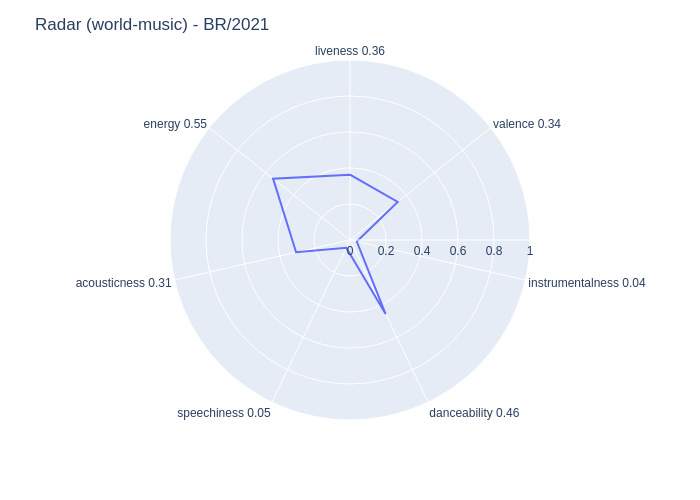 Radar (world-music) - BR/2021
liveness 0.36
energy 0.55
valence 0.34
0 0.2 0.4 0.6 0.8 1
acousticness 0.31
instrumentalness 0.04
speechiness 0.05
danceability 0.46